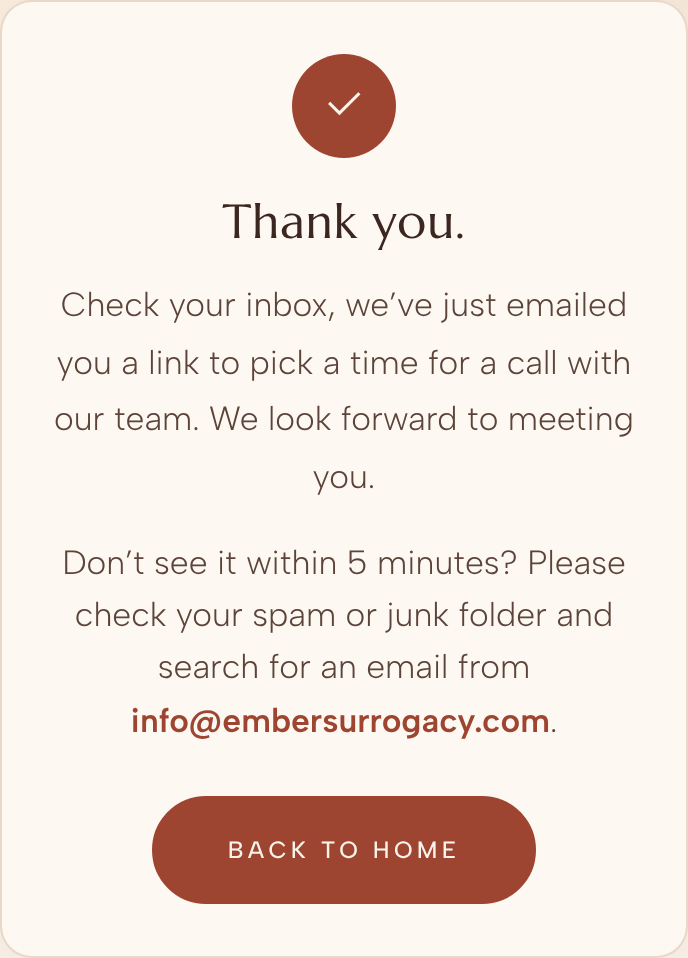 Thank you.
Check your inbox, we’ve just emailed
you a link to pick a time for a call with
our team. We look forward to meeting
you.
Don’t see it within 5 minutes? Please
check your spam or junk folder and
search for an email from
info@embersurrogacy.com.
BACK TO HOME